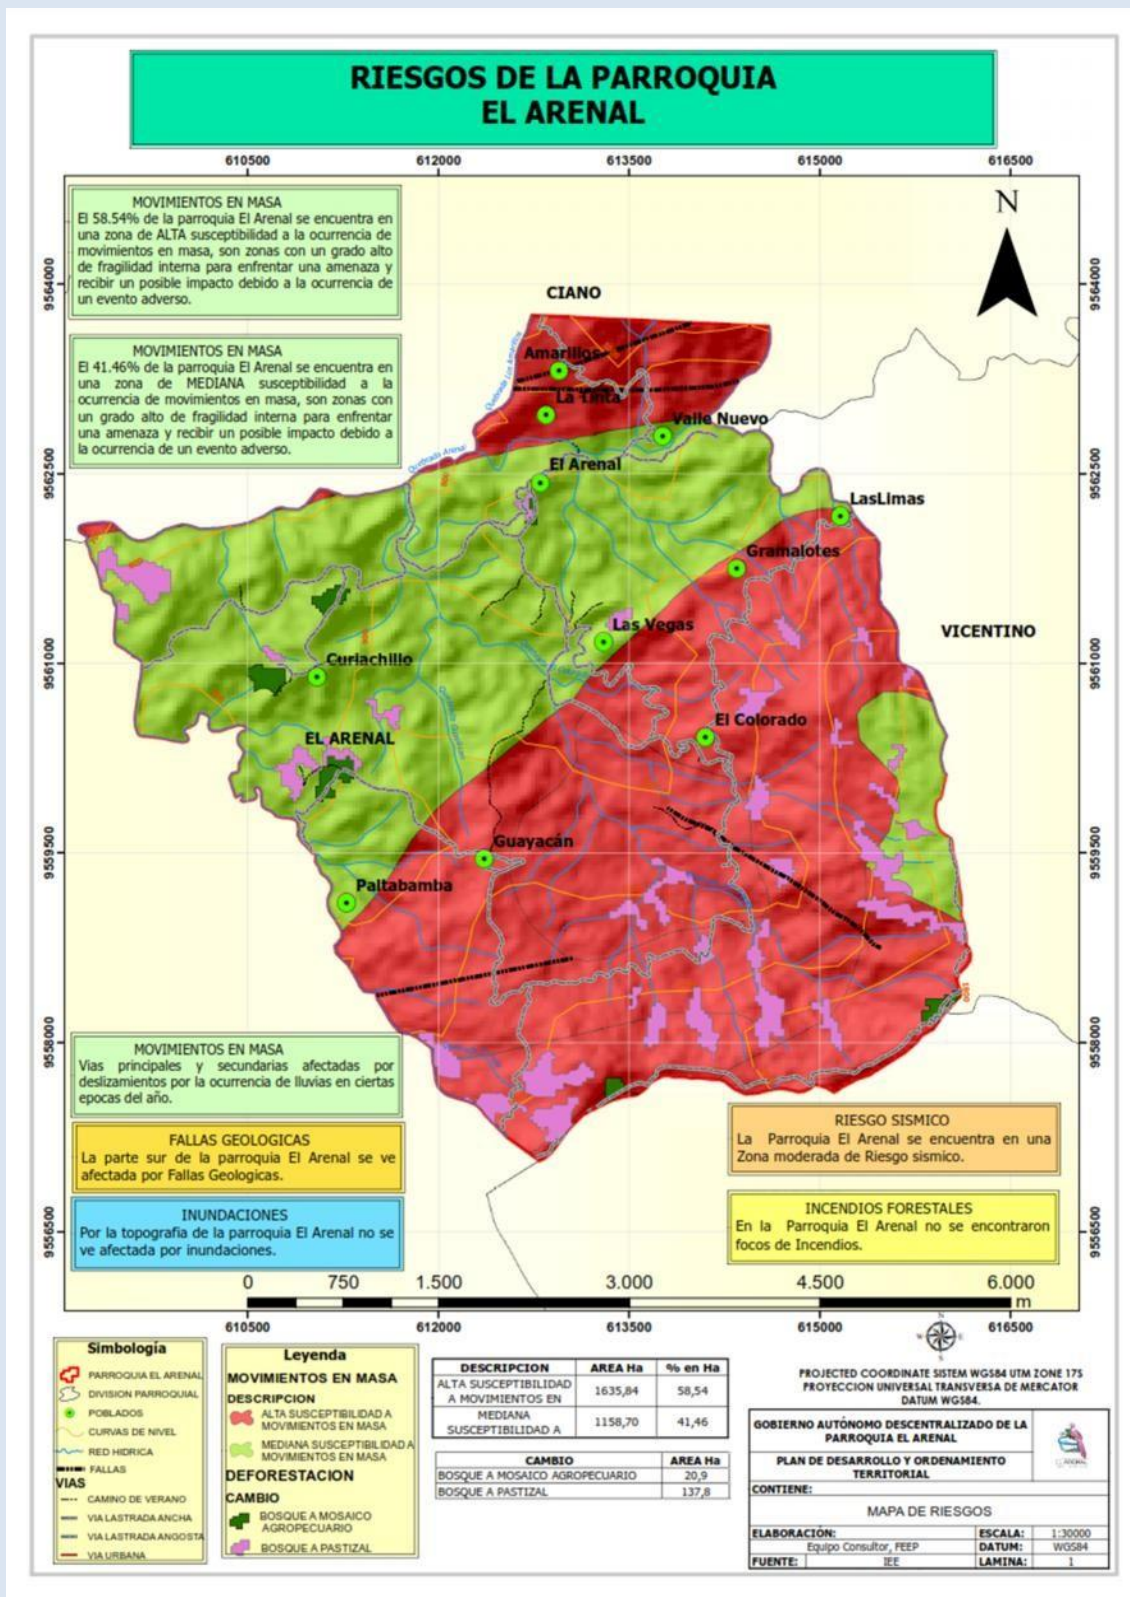 RIESGOS DE LA PARROQUIA
EL ARENAL
610500 612000 613500 615000 616500
MOVIMIENTOS EN MASA
El 58.54% de la parroquia El Arenal se encuentra en
una zona de ALTA susceptibilidad a la ocurrencia de
movimientos en masa, son zonas con un grado alto
de fragilidad interna para enfrentar una amenaza y
recibir un posible impacto debido a la ocurrencia de
un evento adverso.
MOVIMIENTOS EN MASA
El 41.46% de la parroquia El Arenal se encuentra en
una zona de MEDIANA susceptibilidad a la
ocurrencia de movimientos en masa, son zonas con
un grado alto de fragilidad interna para enfrentar
una amenaza y recibir un posible impacto debido a
la ocurrencia de un evento adverso.
N
9564000 9564000
9562500 9562500
9561000 9561000
9559500 9559500
9558000 9558000
9556500 9556500
CIANO
Quebrada Los Amarillos
Amarillos
La Tinta
Valle Nuevo
Quebrada Arenal
El Arenal
LasLimas
Gramalotes
Las Vegas
VICENTINO
Curiachillo
El Colorado
EL ARENAL
Guayacán
Paltabamba
MOVIMIENTOS EN MASA
Vias principales y secundarias afectadas por
deslizamientos por la ocurrencia de lluvias en ciertas
epocas del año.
FALLAS GEOLOGICAS
La parte sur de la parroquia El Arenal se ve
afectada por Fallas Geologicas.
INUNDACIONES
Por la topografia de la parroquia El Arenal no se
ve afectada por inundaciones.
RIESGO SISMICO
La Parroquia El Arenal se encuentra en una
Zona moderada de Riesgo sismico.
INCENDIOS FORESTALES
En la Parroquia El Arenal no se encontraron
focos de Incendios.
0 750 1.500 3.000 4.500 6.000
m
610500 612000 613500 615000 616500
Simbología
PARROQUIA EL ARENAL
DIVISION PARROQUIAL
POBLADOS
CURVAS DE NIVEL
RED HIDRICA
FALLAS
VIAS
CAMINO DE VERANO
VIA LASTRADA ANCHA
VIA LASTRADA ANGOSTA
VIA URBANA
Leyenda
MOVIMIENTOS EN MASA
DESCRIPCION
ALTA SUSCEPTIBILIDAD A
MOVIMIENTOS EN MASA
MEDIANA SUSCEPTIBILIDAD A
MOVIMIENTOS EN MASA
DEFORESTACION
CAMBIO
BOSQUE A MOSAICO
AGROPECUARIO
BOSQUE A PASTIZAL
DESCRIPCION AREA Ha % en Ha
ALTA SUSCEPTIBILIDAD
A MOVIMIENTOS EN 1635,84 58,54
MEDIANA
SUSCEPTIBILIDAD A 1158,70 41,46
CAMBIO AREA Ha
BOSQUE A MOSAICO AGROPECUARIO 20,9
BOSQUE A PASTIZAL 137,8
N
W E
S
PROJECTED COORDINATE SISTEM WGS84 UTM ZONE 17S
PROYECCION UNIVERSAL TRANSVERSA DE MERCATOR
DATUM WGS84.
GOBIERNO AUTÓNOMO DESCENTRALIZADO DE LA
PARROQUIA EL ARENAL
PLAN DE DESARROLLO Y ORDENAMIENTO
TERRITORIAL
CONTIENE:
MAPA DE RIESGOS
ELABORACIÓN: ESCALA: 1:30000
Equipo Consultor, FEEP DATUM: WGS84
FUENTE: IEE LAMINA: 1